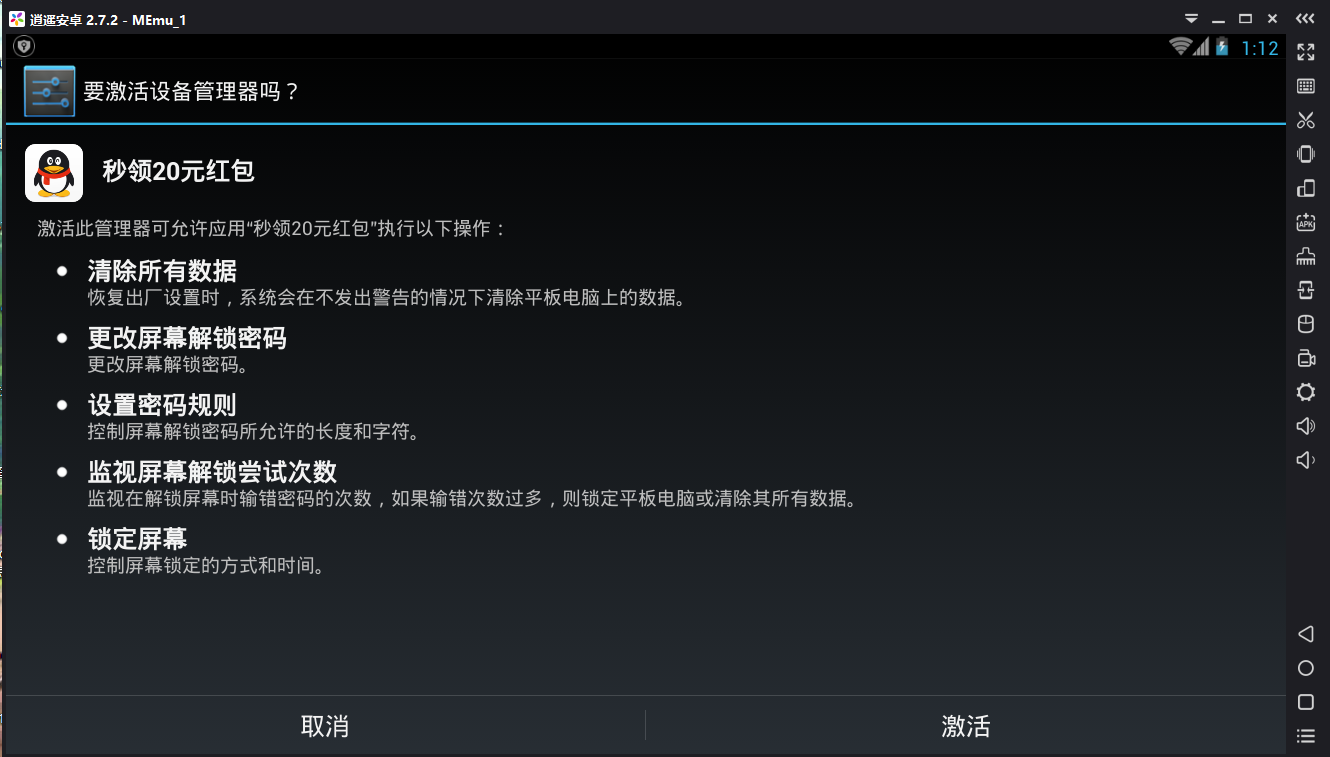 逍遥安卓 2.7.2 - MEmu_1
1:12
要激活设备管理器吗？
秒领20元红包
激活此管理器可允许应用“秒领20元红包”执行以下操作：
清除所有数据
恢复出厂设置时，系统会在不发出警告的情况下清除平板电脑上的数据。
更改屏幕解锁密码
更改屏幕解锁密码。
设置密码规则
控制屏幕解锁密码所允许的长度和字符。
监视屏幕解锁尝试次数
监视在解锁屏幕时输错密码的次数，如果输错次数过多，则锁定平板电脑或清除其所有数据。
锁定屏幕
控制屏幕锁定的方式和时间。
取消
激活
APK